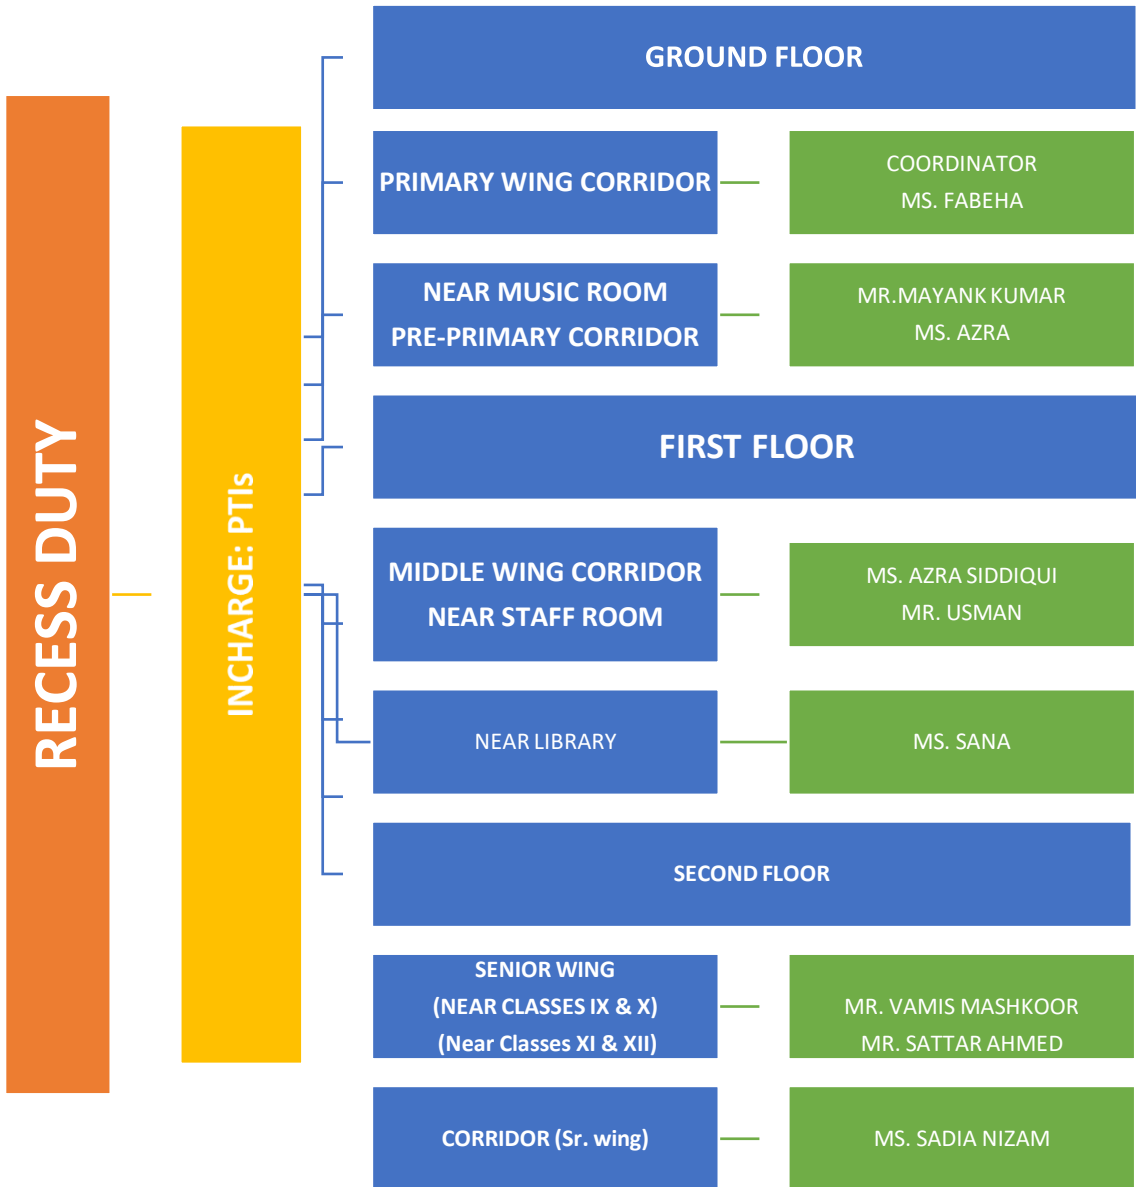 RECESS DUTY
INCHARGE: PTIs
GROUND FLOOR
PRIMARY WING CORRIDOR
COORDINATOR
MS. FABEHA
NEAR MUSIC ROOM
PRE-PRIMARY CORRIDOR
MR.MAYANK KUMAR
MS. AZRA
FIRST FLOOR
MIDDLE WING CORRIDOR
NEAR STAFF ROOM
MS. AZRA SIDDIQUI
MR. USMAN
NEAR LIBRARY
MS. SANA
SECOND FLOOR
SENIOR WING
(NEAR CLASSES IX & X)
(Near Classes XI & XII)
MR. VAMIS MASHKOOR
MR. SATTAR AHMED
CORRIDOR (Sr. wing)
MS. SADIA NIZAM